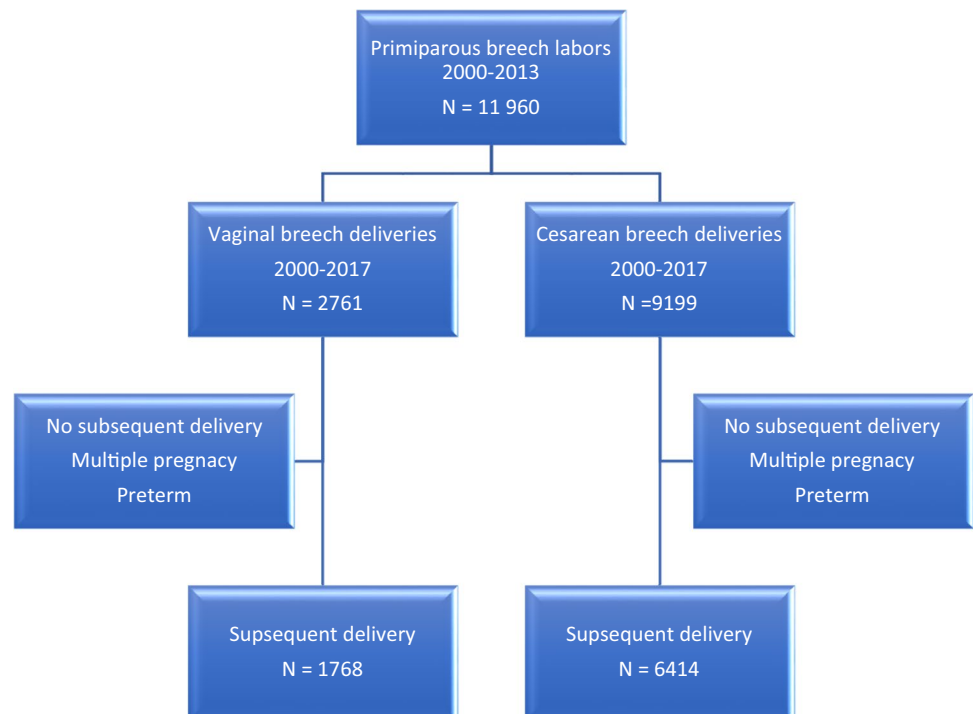 Primiparous breech labors
2000-2013
N = 11 960
Vaginal breech deliveries
2000-2017
N = 2761
Cesarean breech deliveries
2000-2017
N =9199
No subsequent delivery
Multiple pregnacy
Preterm
No subsequent delivery
Multiple pregnacy
Preterm
Supsequent delivery
N = 1768
Supsequent delivery
N = 6414